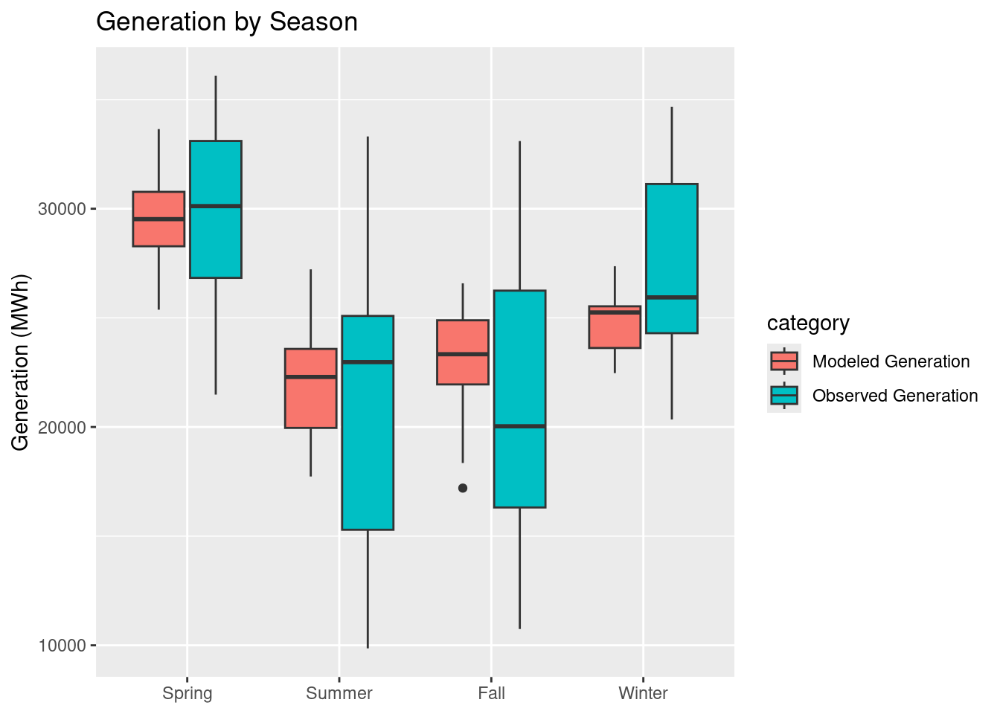 Generation by Season
Generation (MWh)
30000
20000
10000
Spring
Summer
Fall
Winter
category
Modeled Generation
Observed Generation